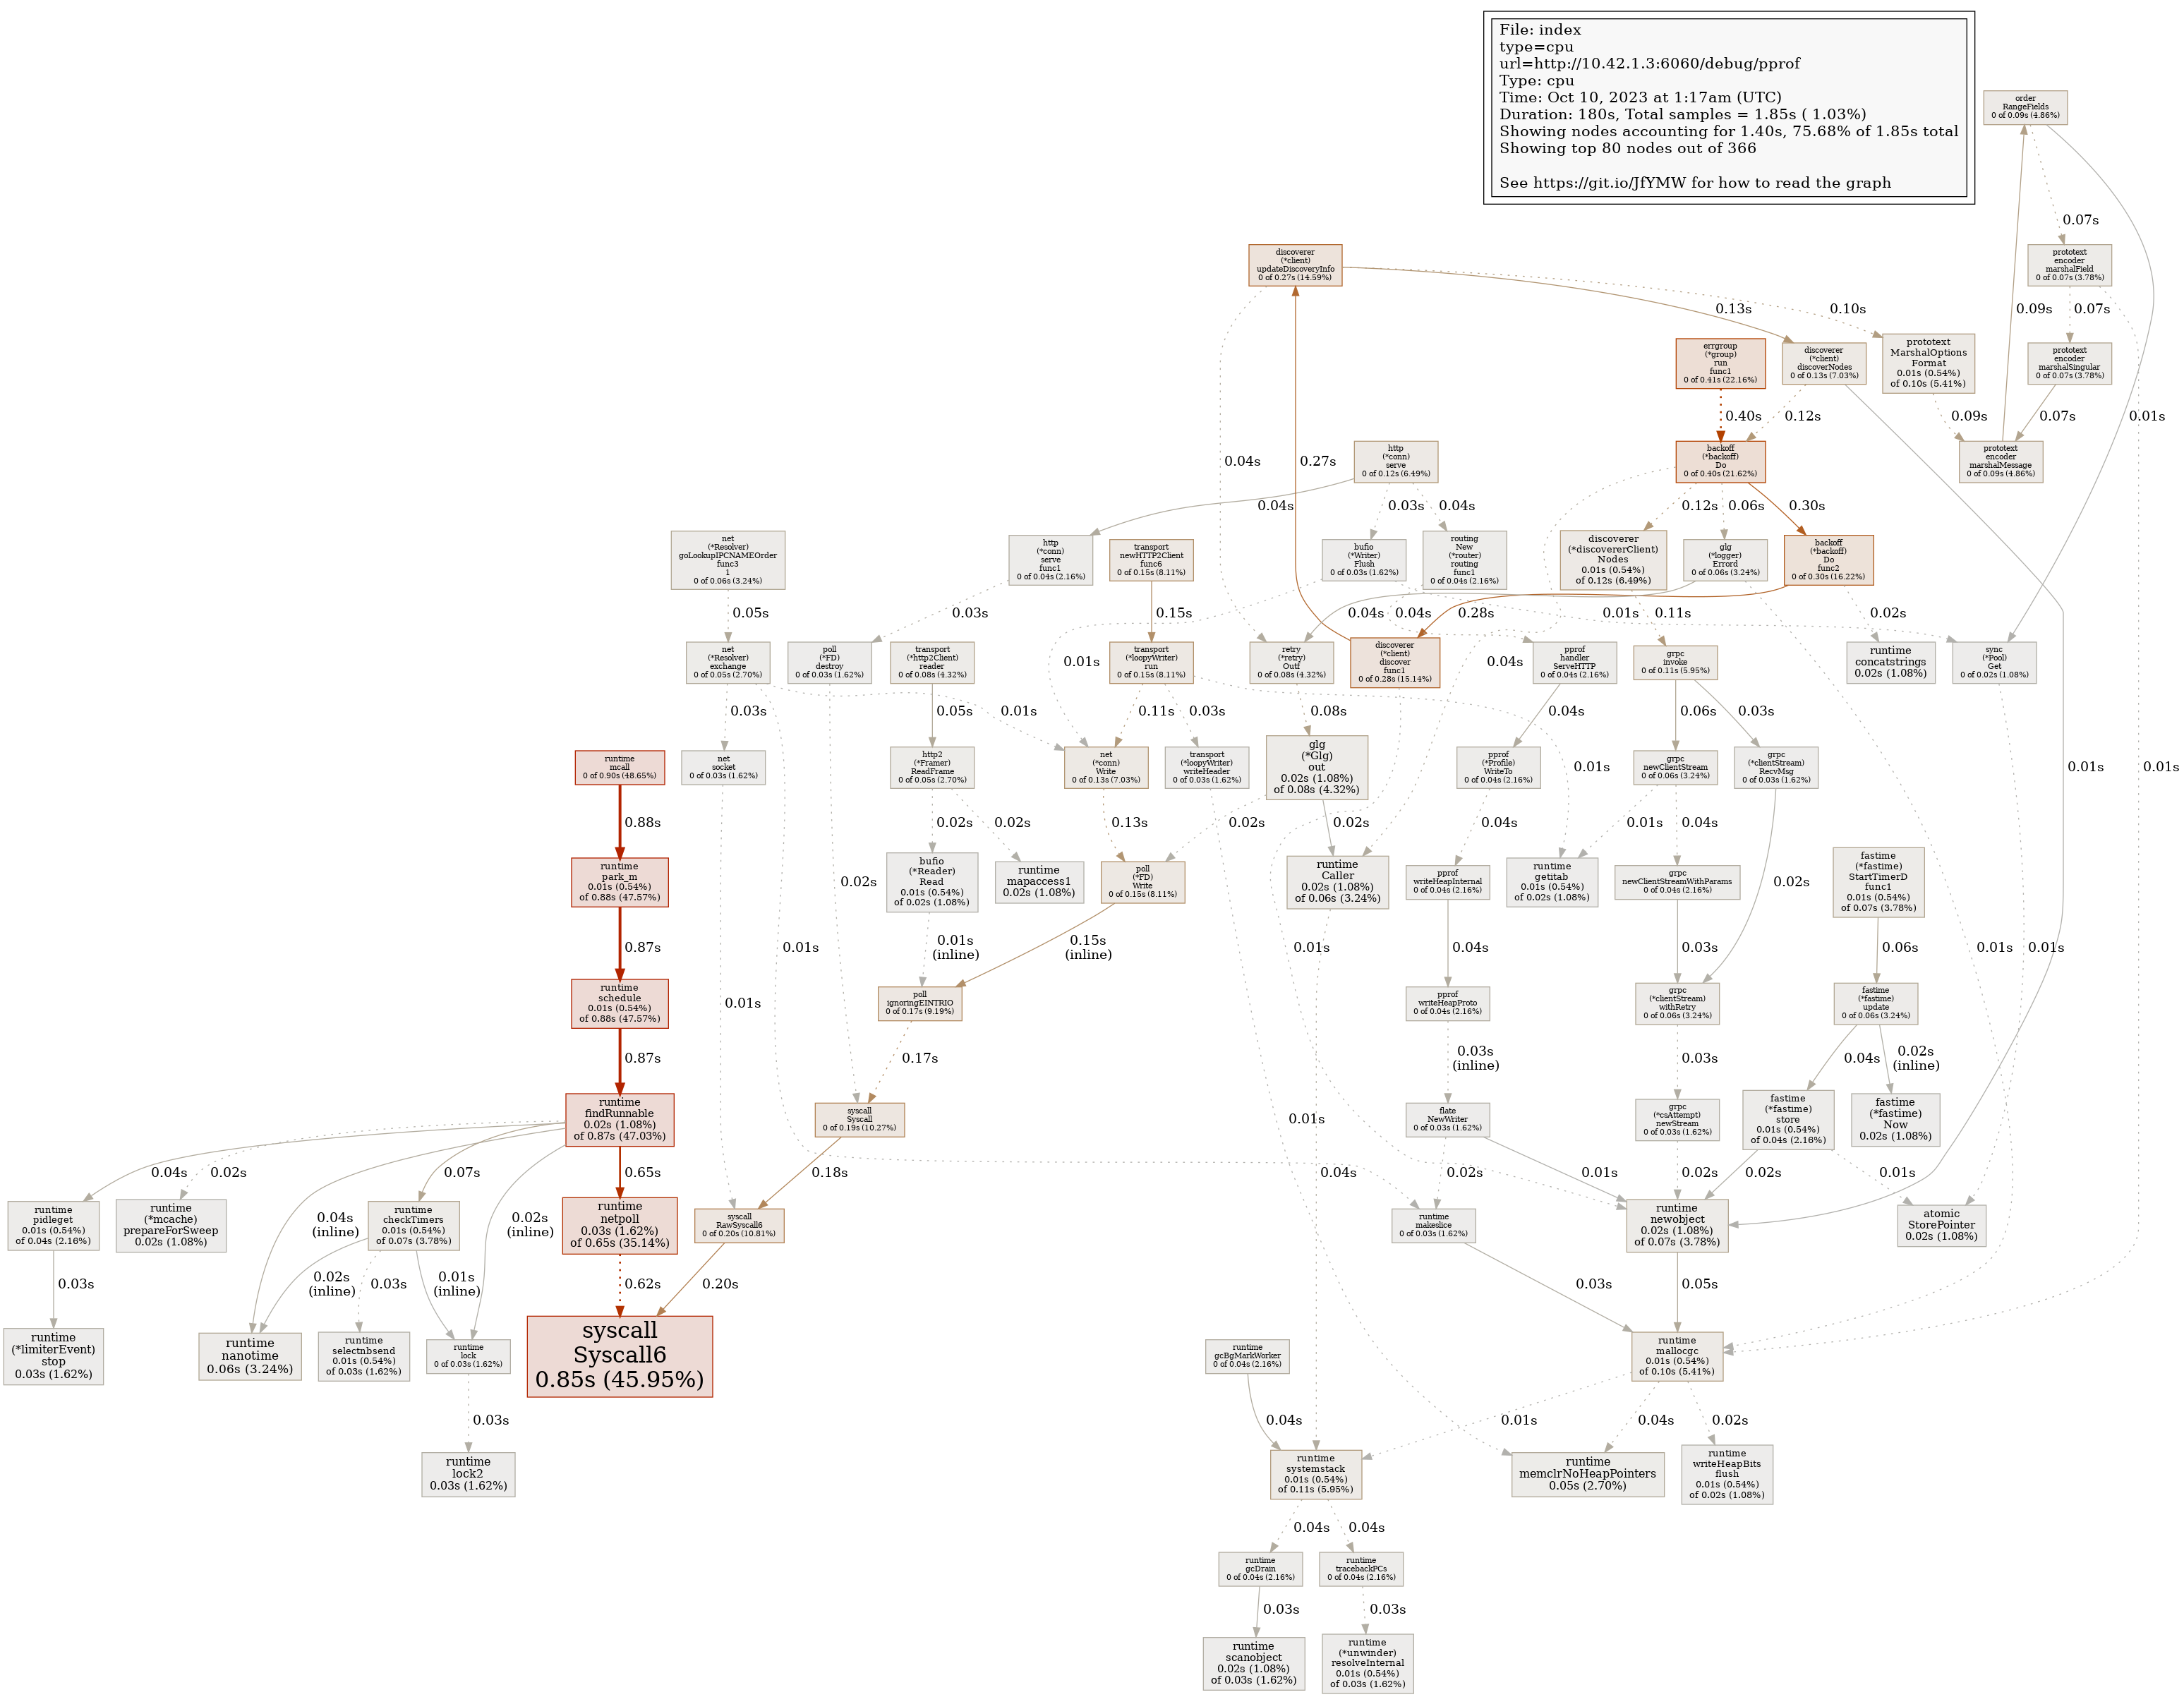 File: index
type=cpu
url=http://10.42.1.3:6060/debug/pprof
Type: cpu
Time: Oct 10, 2023 at 1:17am (UTC)
Duration: 180s, Total samples = 1.85s ( 1.03%)
Showing nodes accounting for 1.40s, 75.68% of 1.85s total
Showing top 80 nodes out of 366
See https://git.io/JfYMW for how to read the graph
order
RangeFields
0 of 0.09s (4.86%)
0.07s
discoverer
(*client)
updateDiscoveryInfo
0 of 0.27s (14.59%)
prototext
encoder
marshalField
0 of 0.07s (3.78%)
0.13s
0.10s
0.09s
0.07s
errgroup
(*group)
run
func1
0 of 0.41s (22.16%)
discoverer
(*client)
discoverNodes
0 of 0.13s (7.03%)
prototext
MarshalOptions
Format
0.01s (0.54%)
of 0.10s (5.41%)
prototext
encoder
marshalSingular
0 of 0.07s (3.78%)
0.40s
0.12s
0.09s
0.07s
0.01s
0.04s
0.27s
http
(*conn)
serve
0 of 0.12s (6.49%)
backoff
(*backoff)
Do
0 of 0.40s (21.62%)
prototext
encoder
marshalMessage
0 of 0.09s (4.86%)
0.04s
0.03s
0.04s
0.12s
0.06s
0.30s
net
(*Resolver)
goLookupIPCNAMEOrder
func3
1
0 of 0.06s (3.24%)
http
(*conn)
serve
func1
0 of 0.04s (2.16%)
transport
newHTTP2Client
func6
0 of 0.15s (8.11%)
bufio
(*Writer)
Flush
0 of 0.03s (1.62%)
routing
New
(*router)
routing
func1
0 of 0.04s (2.16%)
discoverer
(*discovererClient)
Nodes
0.01s (0.54%)
of 0.12s (6.49%)
glg
(*logger)
Errord
0 of 0.06s (3.24%)
backoff
(*backoff)
Do
func2
0 of 0.30s (16.22%)
0.05s
0.03s
0.15s
0.04s
0.04s
0.28s
0.01s
0.11s
0.02s
net
(*Resolver)
exchange
0 of 0.05s (2.70%)
poll
(*FD)
destroy
0 of 0.03s (1.62%)
transport
(*http2Client)
reader
0 of 0.08s (4.32%)
transport
(*loopyWriter)
run
0 of 0.15s (8.11%)
retry
(*retry)
Outf
0 of 0.08s (4.32%)
discoverer
(*client)
discover
func1
0 of 0.28s (15.14%)
pprof
handler
ServeHTTP
0 of 0.04s (2.16%)
grpc
invoke
0 of 0.11s (5.95%)
runtime
concatstrings
0.02s (1.08%)
sync
(*Pool)
Get
0 of 0.02s (1.08%)
0.01s
0.04s
0.03s
0.01s
0.05s
0.11s
0.03s
0.08s
0.04s
0.06s
0.03s
runtime
mcall
0 of 0.90s (48.65%)
net
socket
0 of 0.03s (1.62%)
http2
(*Framer)
ReadFrame
0 of 0.05s (2.70%)
net
(*conn)
Write
0 of 0.13s (7.03%)
transport
(*loopyWriter)
writeHeader
0 of 0.03s (1.62%)
glg
(*Glg)
out
0.02s (1.08%)
of 0.08s (4.32%)
pprof
(*Profile)
WriteTo
0 of 0.04s (2.16%)
grpc
newClientStream
0 of 0.06s (3.24%)
grpc
(*clientStream)
RecvMsg
0 of 0.03s (1.62%)
0.01s
0.01s
0.01s
0.88s
0.02s
0.02s
0.13s
0.02s
0.02s
0.04s
0.01s
0.04s
runtime
park_m
0.01s (0.54%)
of 0.88s (47.57%)
bufio
(*Reader)
Read
0.01s (0.54%)
of 0.02s (1.08%)
runtime
mapaccess1
0.02s (1.08%)
poll
(*FD)
Write
0 of 0.15s (8.11%)
runtime
Caller
0.02s (1.08%)
of 0.06s (3.24%)
pprof
writeHeapInternal
0 of 0.04s (2.16%)
runtime
getitab
0.01s (0.54%)
of 0.02s (1.08%)
grpc
newClientStreamWithParams
0 of 0.04s (2.16%)
fastime
(*fastime)
StartTimerD
func1
0.01s (0.54%)
of 0.07s (3.78%)
0.02s
0.02s
0.87s
0.01s
0.01s
(inline)
0.15s
(inline)
0.01s
0.04s
0.03s
0.06s
0.01s
0.01s
runtime
schedule
0.01s (0.54%)
of 0.88s (47.57%)
poll
ignoringEINTRIO
0 of 0.17s (9.19%)
pprof
writeHeapProto
0 of 0.04s (2.16%)
grpc
(*clientStream)
withRetry
0 of 0.06s (3.24%)
fastime
(*fastime)
update
0 of 0.06s (3.24%)
0.01s
0.87s
0.17s
0.03s
(inline)
0.03s
0.04s
0.02s
(inline)
runtime
findRunnable
0.02s (1.08%)
of 0.87s (47.03%)
syscall
Syscall
0 of 0.19s (10.27%)
flate
NewWriter
0 of 0.03s (1.62%)
grpc
(*csAttempt)
newStream
0 of 0.03s (1.62%)
fastime
(*fastime)
store
0.01s (0.54%)
of 0.04s (2.16%)
fastime
(*fastime)
Now
0.02s (1.08%)
0.01s
0.04s
0.02s
0.07s
0.65s
0.18s
0.04s
0.02s
0.01s
0.02s
0.02s
0.01s
runtime
pidleget
0.01s (0.54%)
of 0.04s (2.16%)
runtime
(*mcache)
prepareForSweep
0.02s (1.08%)
0.04s
(inline)
runtime
checkTimers
0.01s (0.54%)
of 0.07s (3.78%)
0.02s
(inline)
runtime
netpoll
0.03s (1.62%)
of 0.65s (35.14%)
syscall
RawSyscall6
0 of 0.20s (10.81%)
runtime
makeslice
0 of 0.03s (1.62%)
runtime
newobject
0.02s (1.08%)
of 0.07s (3.78%)
atomic
StorePointer
0.02s (1.08%)
0.03s
0.02s
(inline)
0.03s
0.01s
(inline)
0.62s
0.20s
0.03s
0.05s
runtime
(*limiterEvent)
stop
0.03s (1.62%)
runtime
nanotime
0.06s (3.24%)
runtime
selectnbsend
0.01s (0.54%)
of 0.03s (1.62%)
runtime
lock
0 of 0.03s (1.62%)
syscall
Syscall6
0.85s (45.95%)
runtime
gcBgMarkWorker
0 of 0.04s (2.16%)
runtime
mallocgc
0.01s (0.54%)
of 0.10s (5.41%)
0.03s
0.04s
0.01s
0.04s
0.02s
runtime
lock2
0.03s (1.62%)
runtime
systemstack
0.01s (0.54%)
of 0.11s (5.95%)
runtime
memclrNoHeapPointers
0.05s (2.70%)
runtime
writeHeapBits
flush
0.01s (0.54%)
of 0.02s (1.08%)
0.04s
0.04s
runtime
gcDrain
0 of 0.04s (2.16%)
runtime
tracebackPCs
0 of 0.04s (2.16%)
0.03s
0.03s
runtime
scanobject
0.02s (1.08%)
of 0.03s (1.62%)
runtime
(*unwinder)
resolveInternal
0.01s (0.54%)
of 0.03s (1.62%)